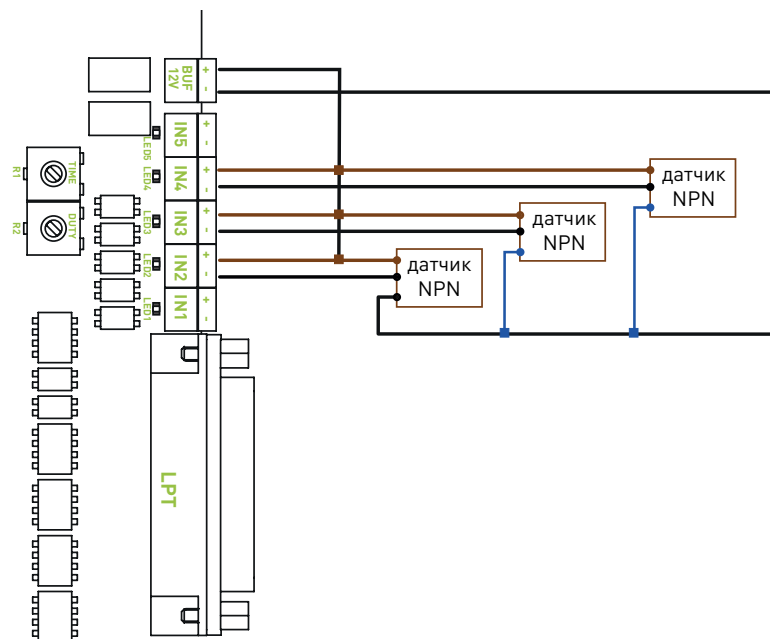 +
-
BUF
12V
+
-
IN5
LED5
+
-
IN4
LED4
TIME
R1
датчик
NPN
+
-
IN3
LED3
DUTY
R2
датчик
NPN
+
-
IN2
LED2
датчик
NPN
+
-
IN1
LED1
LPT